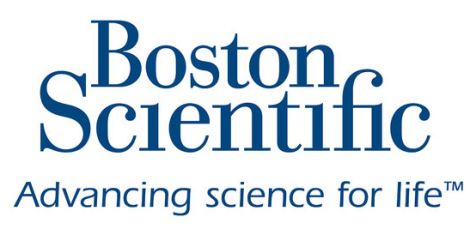 Boston
Scientific
Advancing science for life™